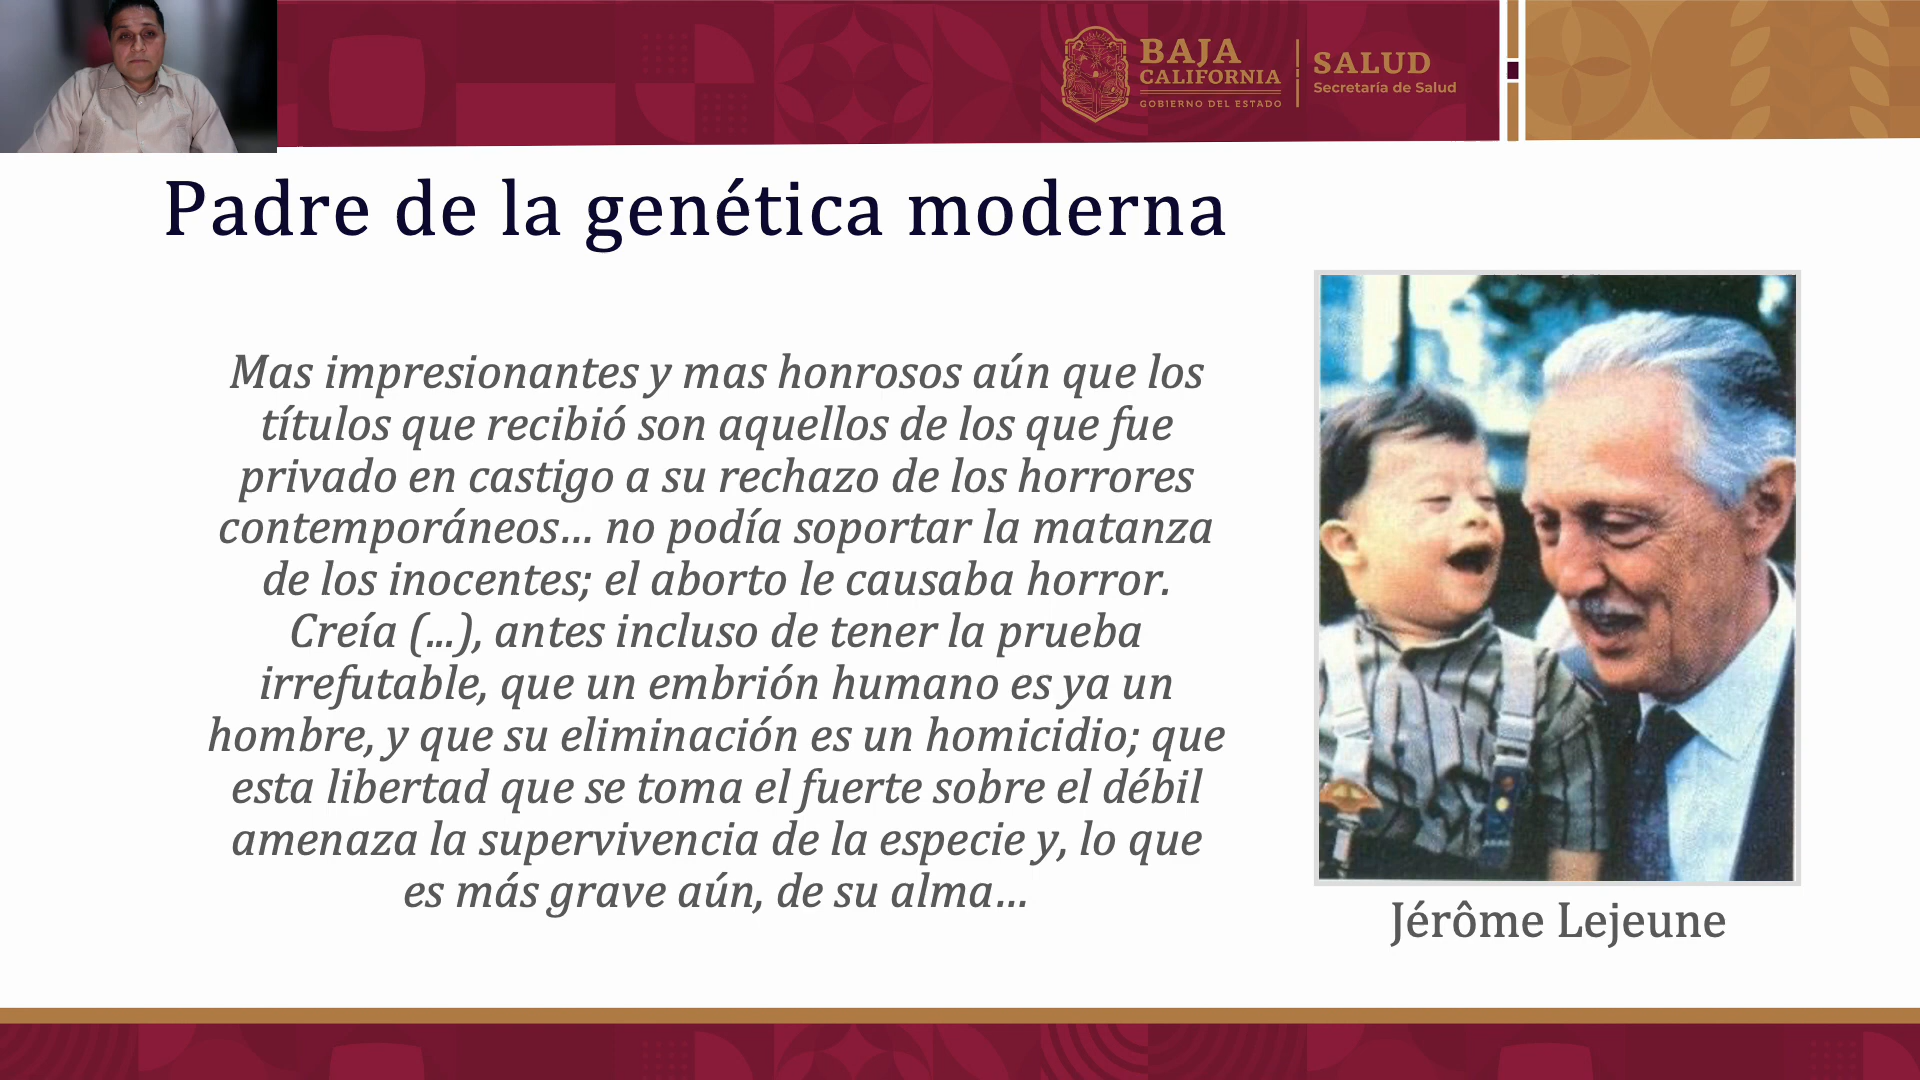 BAJA
CALIFORNIA
GOBIERNO DEL ESTADO
SALUD
Secretaría de Salud
Padre de la genética moderna
Mas impresionantes y mas honrosos aún que los
títulos que recibió son aquellos de los que fue
privado en castigo a su rechazo de los horrores
contemporáneos... no podía soportar la matanza
de los inocentes; el aborto le causaba horror.
Creía (...), antes incluso de tener la prueba
irrefutable, que un embrión humano es ya un
hombre, y que su eliminación es un homicidio; que
esta libertad que se toma el fuerte sobre el débil
amenaza la supervivencia de la especie y, lo que
es más grave aún, de su alma...
Jérôme Lejeune